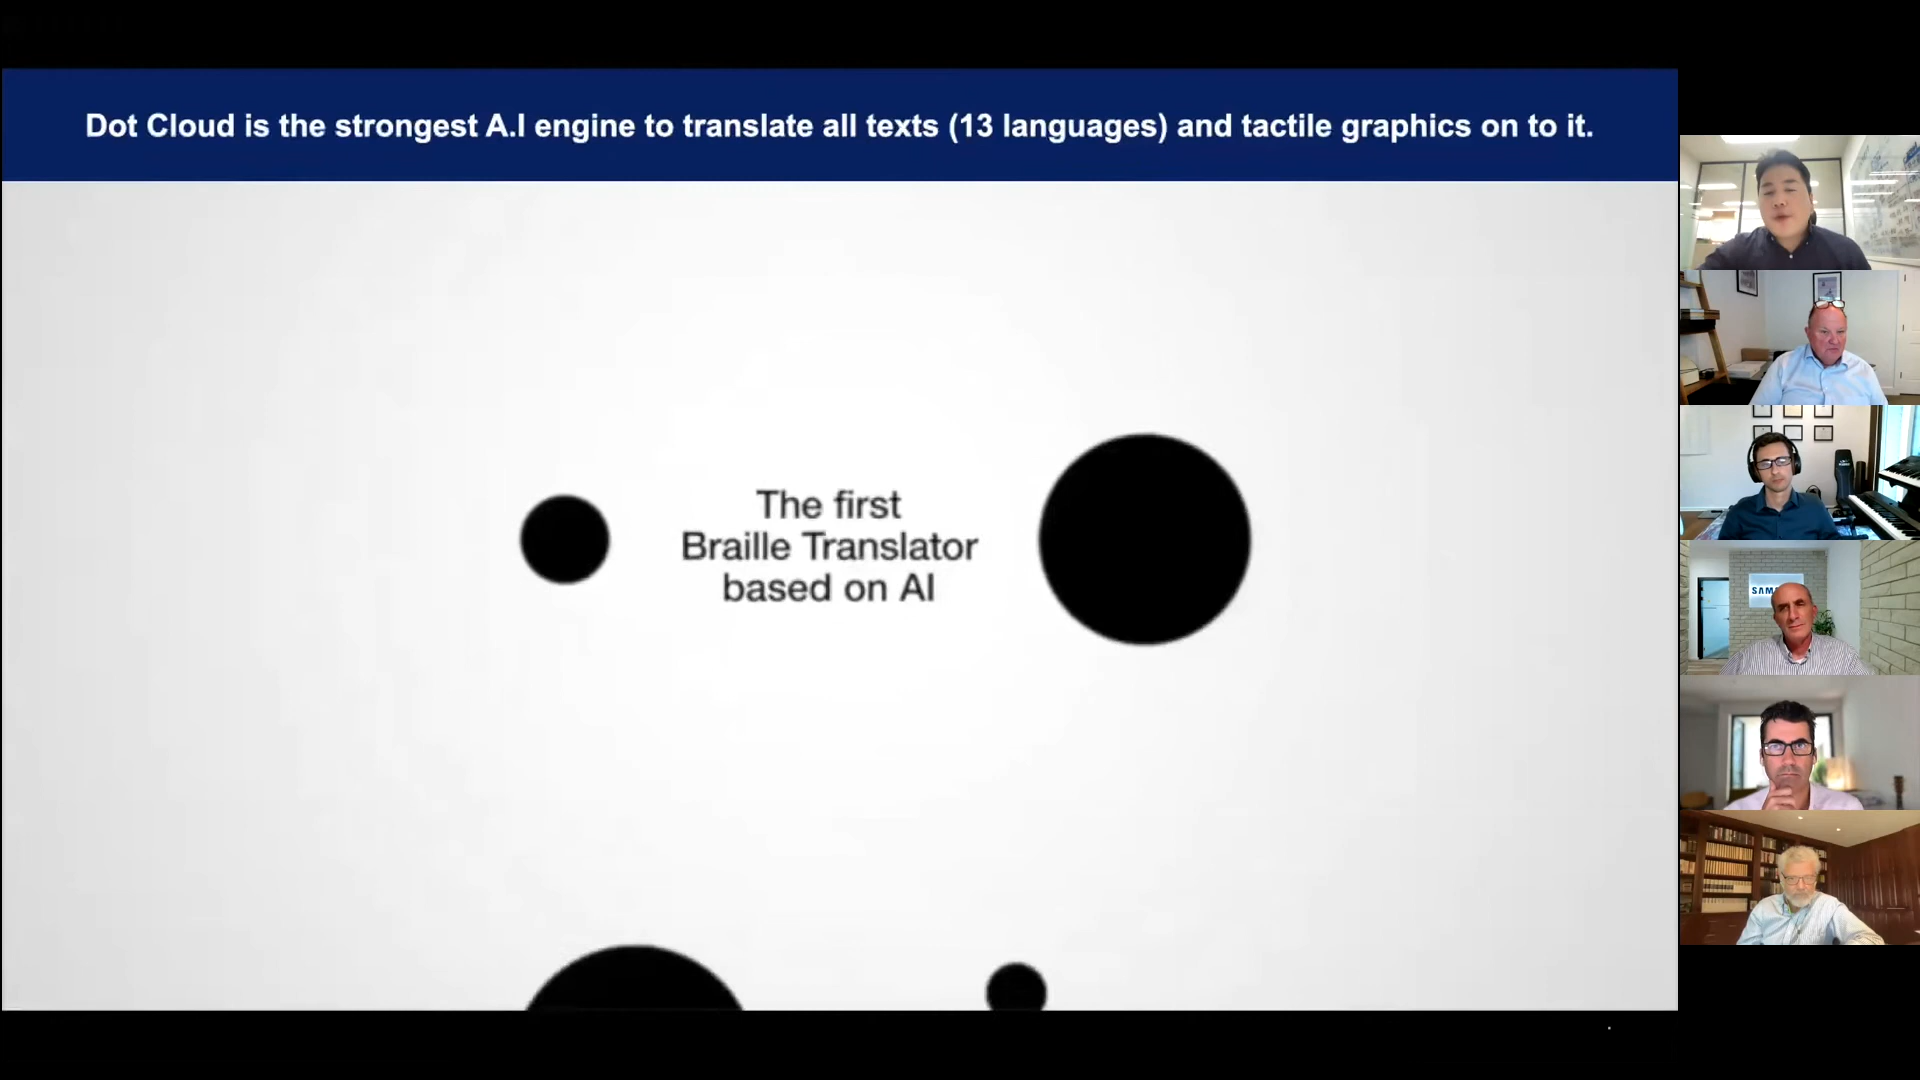 Dot Cloud is the strongest A.I engine to translate all texts (13 languages) and tactile graphics on to it.
The first
Braille Translator
based on AI